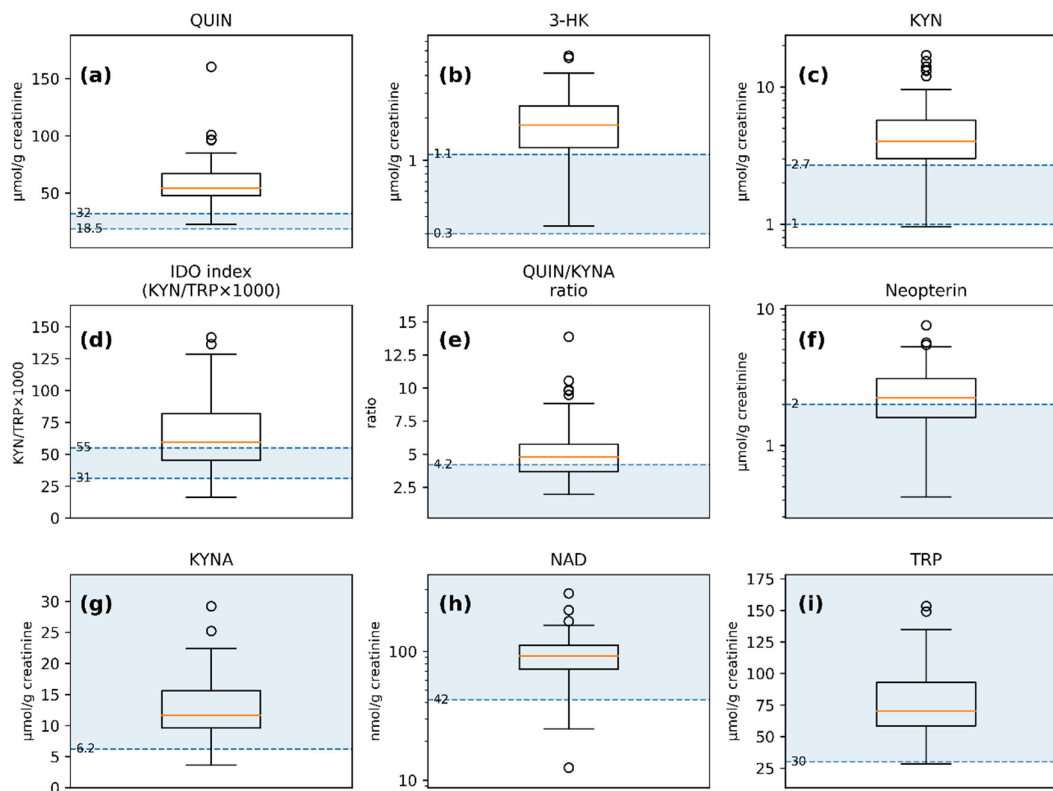 QUIN
(a)
µmol/g creatinine
150
100
50
32
18.5
3-HK
(b)
µmol/g creatinine
1
1.1
0.3
KYN
(c)
µmol/g creatinine
10
1
2.7
1
IDO index
(KYN/TRP×1000)
(d)
KYN/TRP×1000
150
125
100
75
50
25
0
55
31
QUIN/KYNA
ratio
(e)
ratio
15
12.5
10
7.5
5
2.5
4.2
Neopterin
(f)
µmol/g creatinine
10
1
2
KYNA
(g)
µmol/g creatinine
30
25
20
15
10
5
0
6.2
NAD
(h)
nmol/g creatinine
100
10
42
TRP
(i)
µmol/g creatinine
175
150
125
100
75
50
25
30